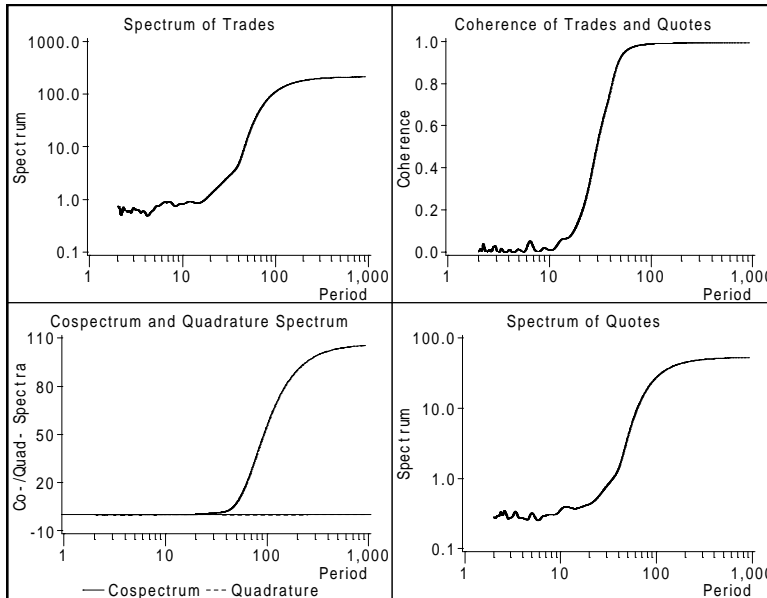 Spectrum of Trades
Spectrum
1000.0
100.0
10.0
1.0
0.1
1 10 100 1,000
Period
Coherence of Trades and Quotes
Coherence
1.0
0.8
0.6
0.4
0.2
0.0
1 10 100 1,000
Period
Cospectrum and Quadrature Spectrum
Co-/Quad- Spectra
110
80
50
20
-10
1 10 100 1,000
Period
Cospectrum Quadrature
Spectrum of Quotes
Spectrum
100.0
10.0
1.0
0.1
1 10 100 1,000
Period